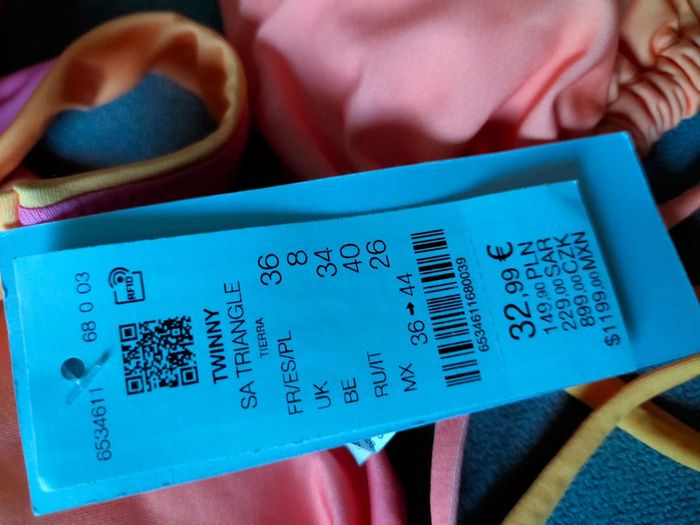 6534611 68 0 03
RFID
TWINNY
SA TRIANGLE
TIERRA
FR/ES/PL 36
UK 8
BE 34
RU/IT 40
MX 26
36 → 44
6534611680039
32,99 €
149,90 PLN
229,00 SAR
899,00 CZK
$1199,00 MXN